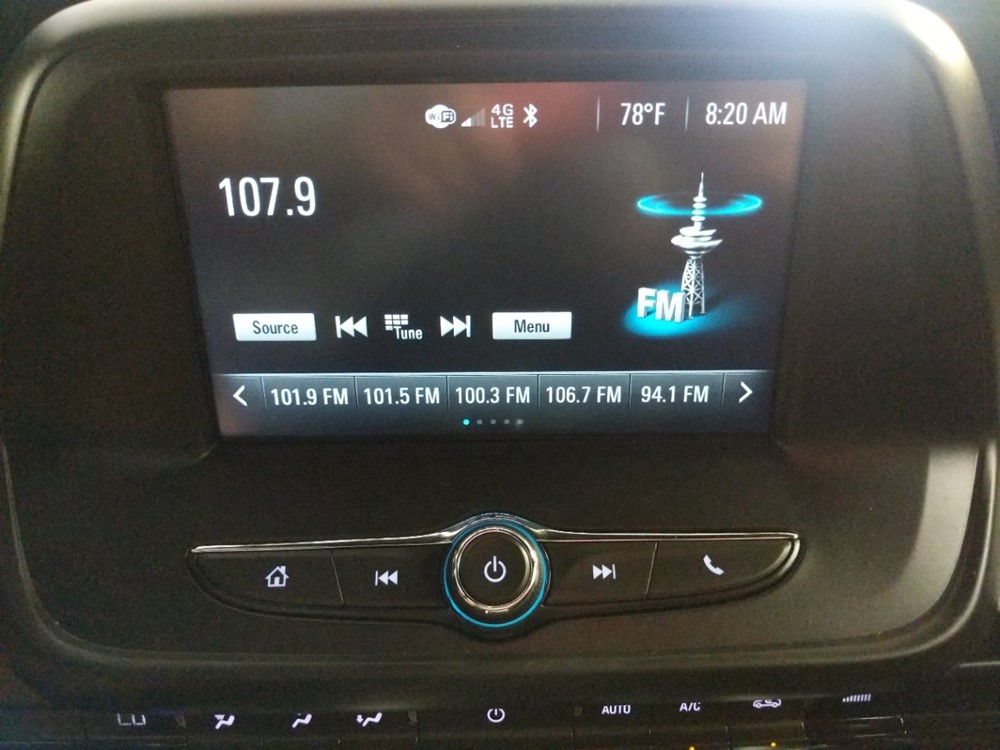 WiFi 4G LTE 78°F 8:20 AM
107.9
FM
Source Tune Menu
101.9 FM 101.5 FM 100.3 FM 106.7 FM 94.1 FM
AUTO A/C